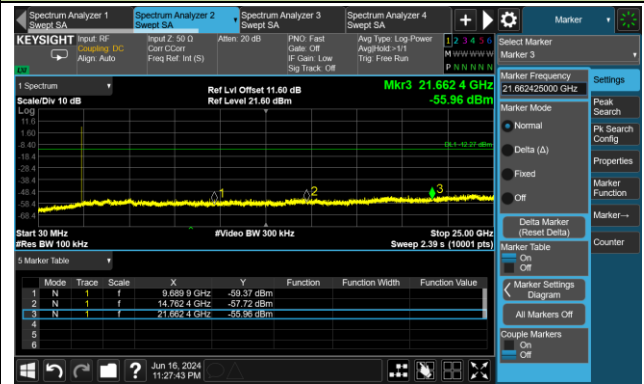 Spectrum Analyzer 1
Swept SA
Spectrum Analyzer 2
Swept SA
Spectrum Analyzer 3
Swept SA
Spectrum Analyzer 4
Swept SA
+
Marker
KEYSIGHT
Input: RF
Coupling: DC
Align: Auto
Input Z: 50 Ω
Corr CCorr
Freq Ref: Int (S)
Atten: 20 dB
PNO: Fast
Gate: Off
IF Gain: Low
Sig Track: Off
Avg Type: Log-Power
Avg|Hold:>1/1
Trig: Free Run
1 2 3 4 5 6
M W W W W W
P N N N N N
Select Marker
Marker 3
1 Spectrum
Scale/Div 10 dB
Log
Ref Lvl Offset 11.60 dB
Ref Level 21.60 dBm
Mkr3 21.662 4 GHz
-55.96 dBm
11.6
1.60
-8.40
-18.4
-28.4
-38.4
-48.4
-58.4
-68.4
DL1 -12.27 dBm
1
2
3
Start 30 MHz
#Res BW 100 kHz
#Video BW 300 kHz
Stop 25.00 GHz
Sweep 2.39 s (10001 pts)
5 Marker Table
Mode Trace Scale X Y Function Function Width Function Value
1 N 1 f 9.689 9 GHz -59.37 dBm
2 N 1 f 14.762 4 GHz -57.72 dBm
3 N 1 f 21.662 4 GHz -55.96 dBm
4
5
6
Marker Frequency
21.662425000 GHz
Marker Mode
Normal
Delta (Δ)
Fixed
Off
Delta Marker
(Reset Delta)
Marker Table
On
Off
Marker Settings
Diagram
All Markers Off
Couple Markers
On
Off
Settings
Peak
Search
Pk Search
Config
Properties
Marker
Function
Marker→
Counter
?
Jun 16, 2024
11:27:43 PM